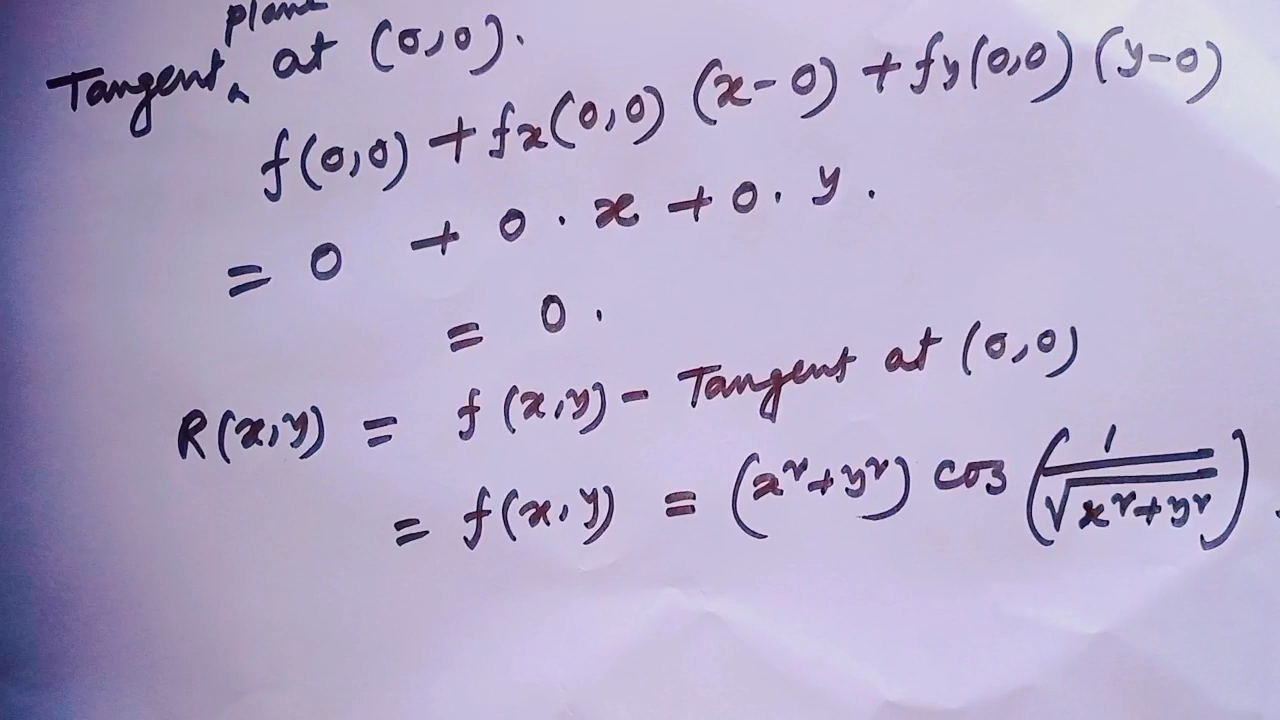 Tangent plane at (0,0).
f(0,0) + fx(0,0) (x-0) + fy(0,0) (y-0)
= 0 + 0 . x + 0 . y .
= 0 .
R(x,y) = f(x,y) - Tangent at (0,0)
= f(x,y) = (x²+y²) cos (1/√x²+y²) .